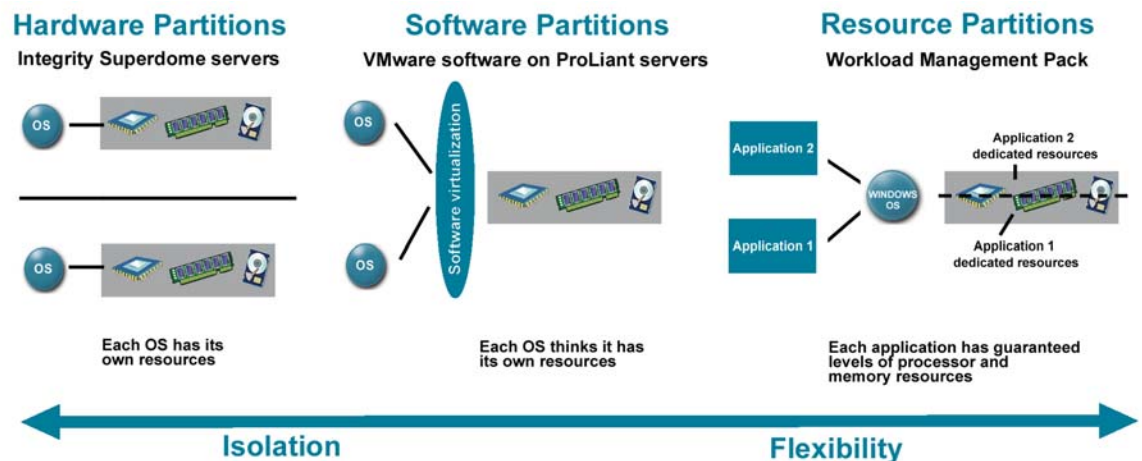 Hardware Partitions
Integrity Superdome servers
OS
OS
Each OS has its
own resources
Software Partitions
VMware software on ProLiant servers
OS
OS
Software virtualization
Each OS thinks it has
its own resources
Resource Partitions
Workload Management Pack
Application 2
Application 1
WINDOWS
OS
Application 2
dedicated resources
Application 1
dedicated resources
Each application has guaranteed
levels of processor and
memory resources
Isolation
Flexibility